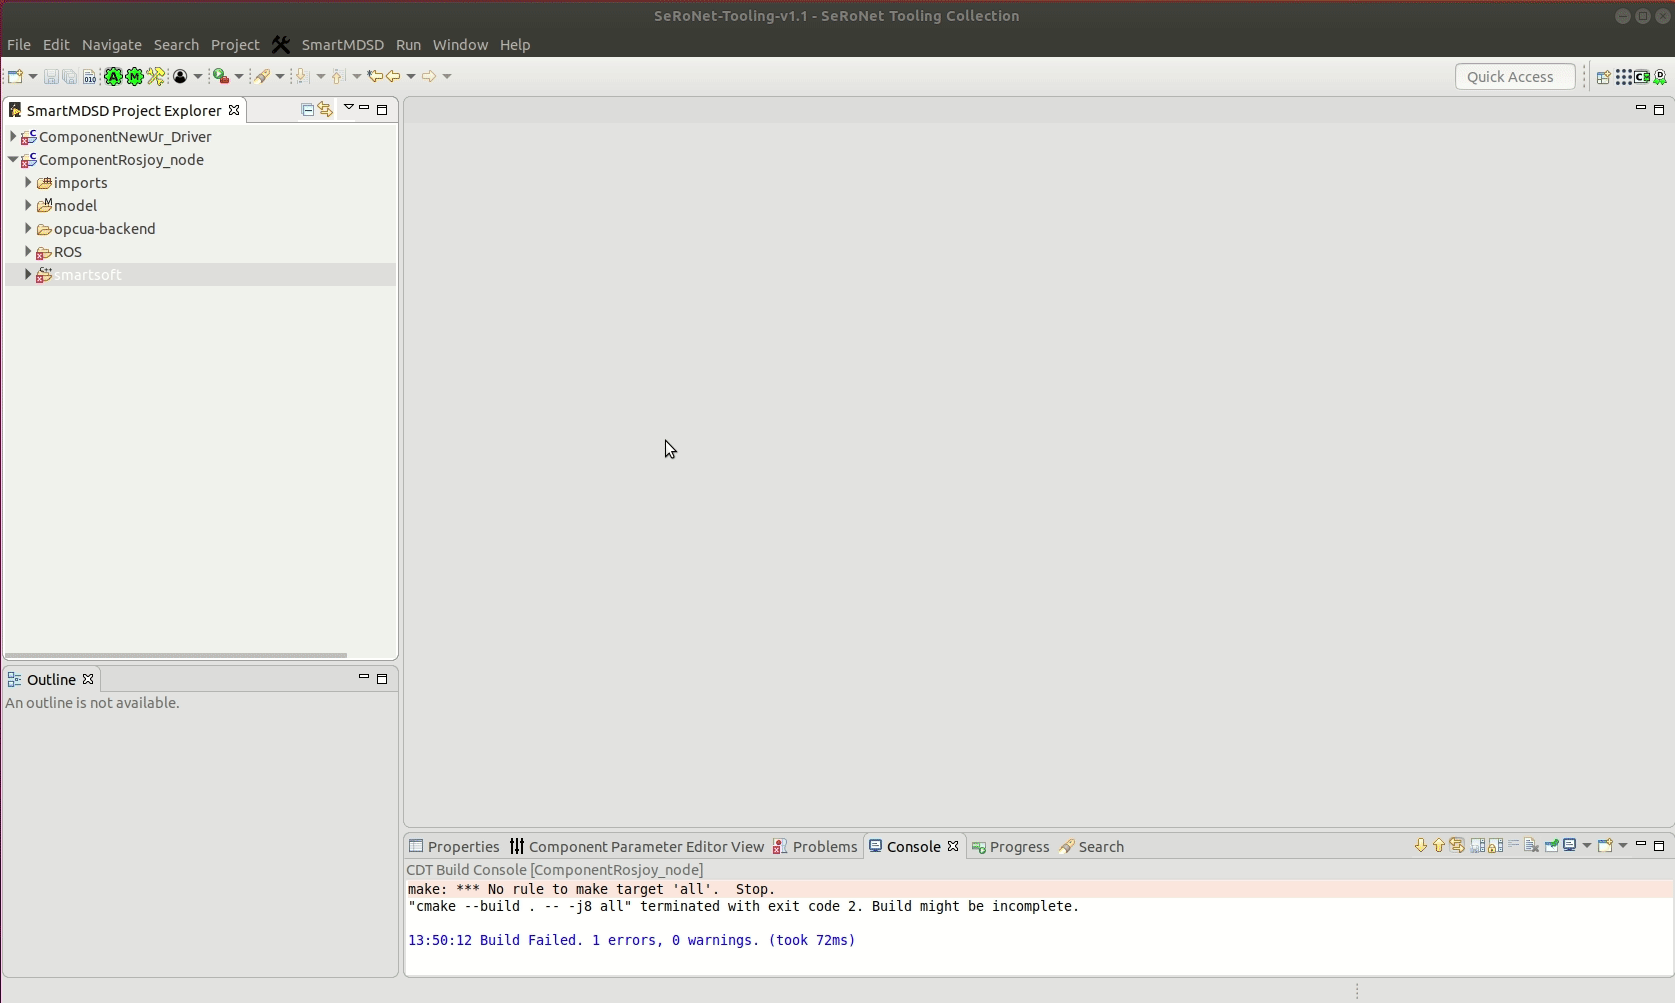 SeRoNet-Tooling-v1.1 - SeRoNet Tooling Collection
File Edit Navigate Search Project SmartMDSD Run Window Help
Quick Access
SmartMDSD Project Explorer
ComponentNewUr_Driver
ComponentRosjoy_node
imports
model
opcua-backend
ROS
smartsoft
Outline
An outline is not available.
Properties Component Parameter Editor View Problems Console Progress Search
CDT Build Console [ComponentRosjoy_node]
make: *** No rule to make target 'all'.  Stop.
"cmake --build . -- -j8 all" terminated with exit code 2. Build might be incomplete.
13:50:12 Build Failed. 1 errors, 0 warnings. (took 72ms)